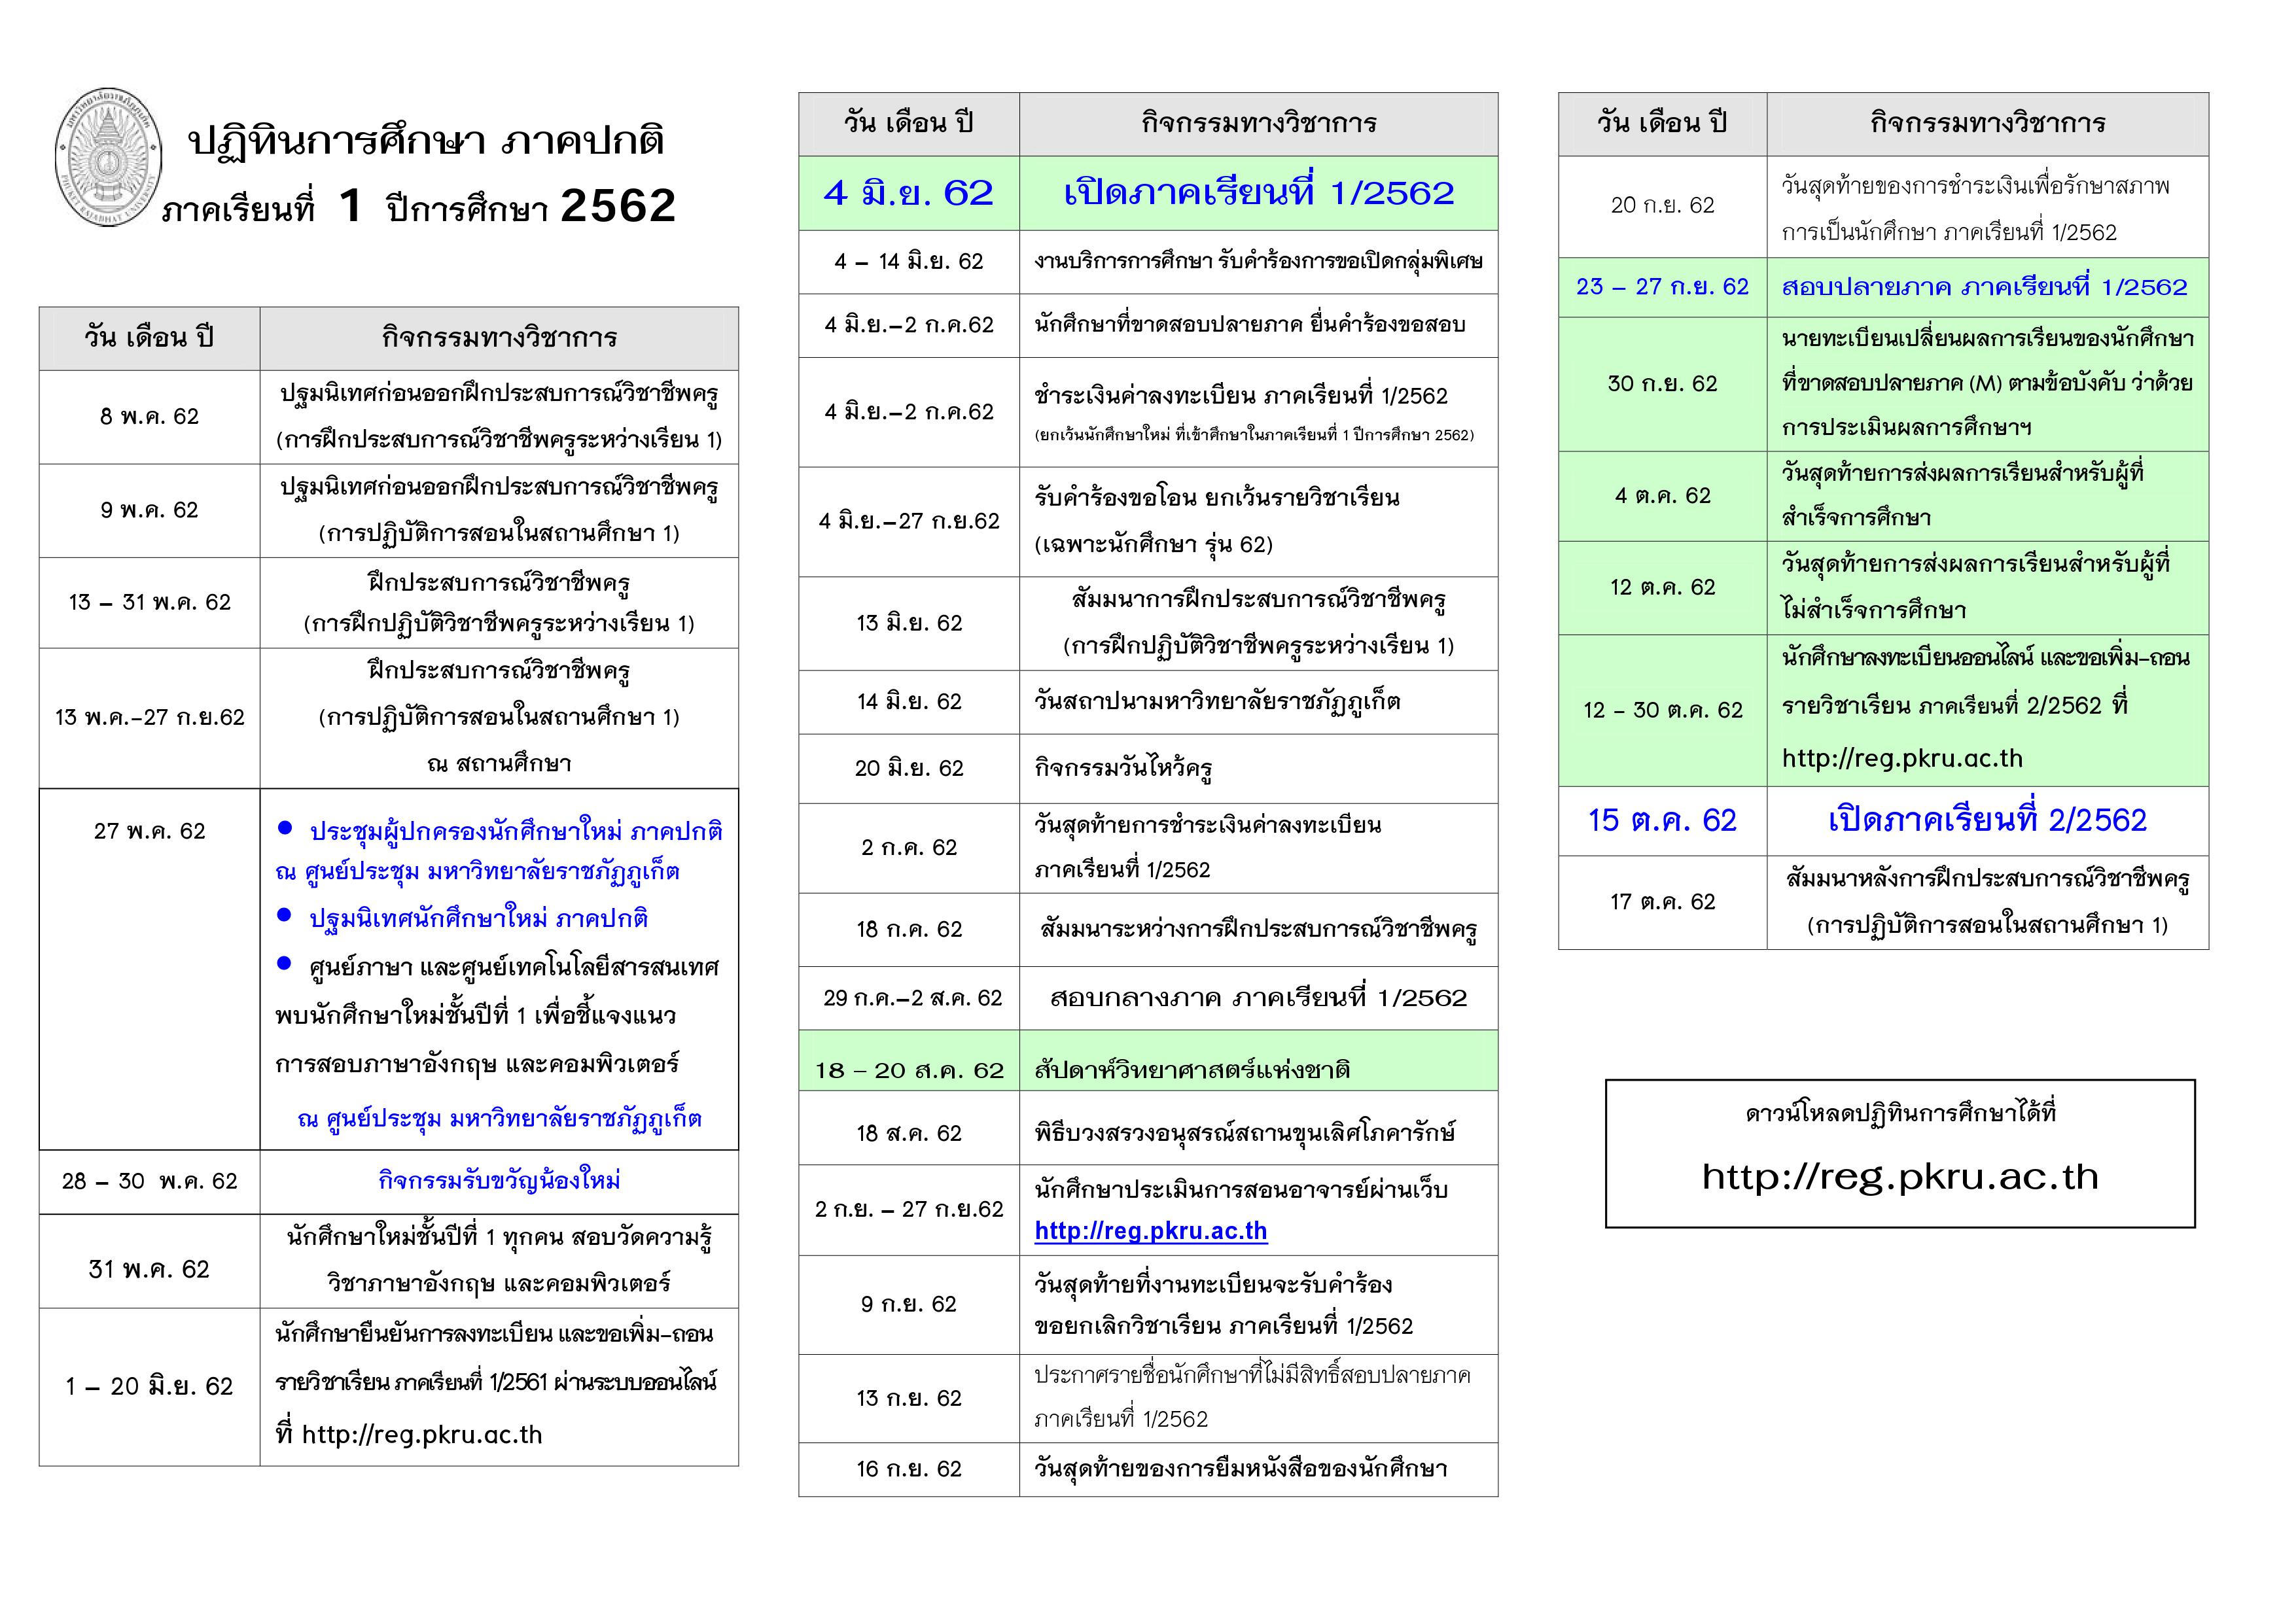 มหาวิทยาลัยราชภัฏภูเก็ต
PHUKET RAJABHAT UNIVERSITY
ปฏิทินการศึกษา ภาคปกติ
ภาคเรียนที่ 1 ปีการศึกษา 2562
วัน เดือน ปี กิจกรรมทางวิชาการ
8 พ.ค. 62 ปฐมนิเทศก่อนออกฝึกประสบการณ์วิชาชีพครู
(การฝึกประสบการณ์วิชาชีพครูระหว่างเรียน 1)
9 พ.ค. 62 ปฐมนิเทศก่อนออกฝึกประสบการณ์วิชาชีพครู
(การปฏิบัติการสอนในสถานศึกษา 1)
13 – 31 พ.ค. 62 ฝึกประสบการณ์วิชาชีพครู
(การฝึกปฏิบัติวิชาชีพครูระหว่างเรียน 1)
13 พ.ค.-27 ก.ย.62 ฝึกประสบการณ์วิชาชีพครู
(การปฏิบัติการสอนในสถานศึกษา 1)
ณ สถานศึกษา
27 พ.ค. 62 ● ประชุมผู้ปกครองนักศึกษาใหม่ ภาคปกติ
ณ ศูนย์ประชุม มหาวิทยาลัยราชภัฏภูเก็ต
● ปฐมนิเทศนักศึกษาใหม่ ภาคปกติ
● ศูนย์ภาษา และศูนย์เทคโนโลยีสารสนเทศ
พบนักศึกษาใหม่ชั้นปีที่ 1 เพื่อชี้แจงแนว
การสอบภาษาอังกฤษ และคอมพิวเตอร์
ณ ศูนย์ประชุม มหาวิทยาลัยราชภัฏภูเก็ต
28 – 30 พ.ค. 62 กิจกรรมรับขวัญน้องใหม่
31 พ.ค. 62 นักศึกษาใหม่ชั้นปีที่ 1 ทุกคน สอบวัดความรู้
วิชาภาษาอังกฤษ และคอมพิวเตอร์
1 – 20 มิ.ย. 62 นักศึกษายืนยันการลงทะเบียน และขอเพิ่ม-ถอน
รายวิชาเรียน ภาคเรียนที่ 1/2561 ผ่านระบบออนไลน์
ที่ http://reg.pkru.ac.th
วัน เดือน ปี กิจกรรมทางวิชาการ
4 มิ.ย. 62 เปิดภาคเรียนที่ 1/2562
4 – 14 มิ.ย. 62 งานบริการการศึกษา รับคำร้องการขอเปิดกลุ่มพิเศษ
4 มิ.ย.–2 ก.ค.62 นักศึกษาที่ขาดสอบปลายภาค ยื่นคำร้องขอสอบ
4 มิ.ย.–2 ก.ค.62 ชำระเงินค่าลงทะเบียน ภาคเรียนที่ 1/2562
(ยกเว้นนักศึกษาใหม่ ที่เข้าศึกษาในภาคเรียนที่ 1 ปีการศึกษา 2562)
4 มิ.ย.–27 ก.ย.62 รับคำร้องขอโอน ยกเว้นรายวิชาเรียน
(เฉพาะนักศึกษา รุ่น 62)
13 มิ.ย. 62 สัมมนาการฝึกประสบการณ์วิชาชีพครู
(การฝึกปฏิบัติวิชาชีพครูระหว่างเรียน 1)
14 มิ.ย. 62 วันสถาปนามหาวิทยาลัยราชภัฏภูเก็ต
20 มิ.ย. 62 กิจกรรมวันไหว้ครู
2 ก.ค. 62 วันสุดท้ายการชำระเงินค่าลงทะเบียน
ภาคเรียนที่ 1/2562
18 ก.ค. 62 สัมมนาระหว่างการฝึกประสบการณ์วิชาชีพครู
29 ก.ค.–2 ส.ค. 62 สอบกลางภาค ภาคเรียนที่ 1/2562
18 – 20 ส.ค. 62 สัปดาห์วิทยาศาสตร์แห่งชาติ
18 ส.ค. 62 พิธีบวงสรวงอนุสรณ์สถานขุนเลิศโภคารักษ์
2 ก.ย. – 27 ก.ย.62 นักศึกษาประเมินการสอนอาจารย์ผ่านเว็บ
http://reg.pkru.ac.th
9 ก.ย. 62 วันสุดท้ายที่งานทะเบียนจะรับคำร้อง
ขอยกเลิกวิชาเรียน ภาคเรียนที่ 1/2562
13 ก.ย. 62 ประกาศรายชื่อนักศึกษาที่ไม่มีสิทธิ์สอบปลายภาค
ภาคเรียนที่ 1/2562
16 ก.ย. 62 วันสุดท้ายของการยืมหนังสือของนักศึกษา
วัน เดือน ปี กิจกรรมทางวิชาการ
20 ก.ย. 62 วันสุดท้ายของการชำระเงินเพื่อรักษาสภาพ
การเป็นนักศึกษา ภาคเรียนที่ 1/2562
23 – 27 ก.ย. 62 สอบปลายภาค ภาคเรียนที่ 1/2562
30 ก.ย. 62 นายทะเบียนเปลี่ยนผลการเรียนของนักศึกษา
ที่ขาดสอบปลายภาค (M) ตามข้อบังคับ ว่าด้วย
การประเมินผลการศึกษาฯ
4 ต.ค. 62 วันสุดท้ายการส่งผลการเรียนสำหรับผู้ที่
สำเร็จการศึกษา
12 ต.ค. 62 วันสุดท้ายการส่งผลการเรียนสำหรับผู้ที่
ไม่สำเร็จการศึกษา
12 - 30 ต.ค. 62 นักศึกษาลงทะเบียนออนไลน์ และขอเพิ่ม-ถอน
รายวิชาเรียน ภาคเรียนที่ 2/2562 ที่
http://reg.pkru.ac.th
15 ต.ค. 62 เปิดภาคเรียนที่ 2/2562
17 ต.ค. 62 สัมมนาหลังการฝึกประสบการณ์วิชาชีพครู
(การปฏิบัติการสอนในสถานศึกษา 1)
ดาวน์โหลดปฏิทินการศึกษาได้ที่
http://reg.pkru.ac.th